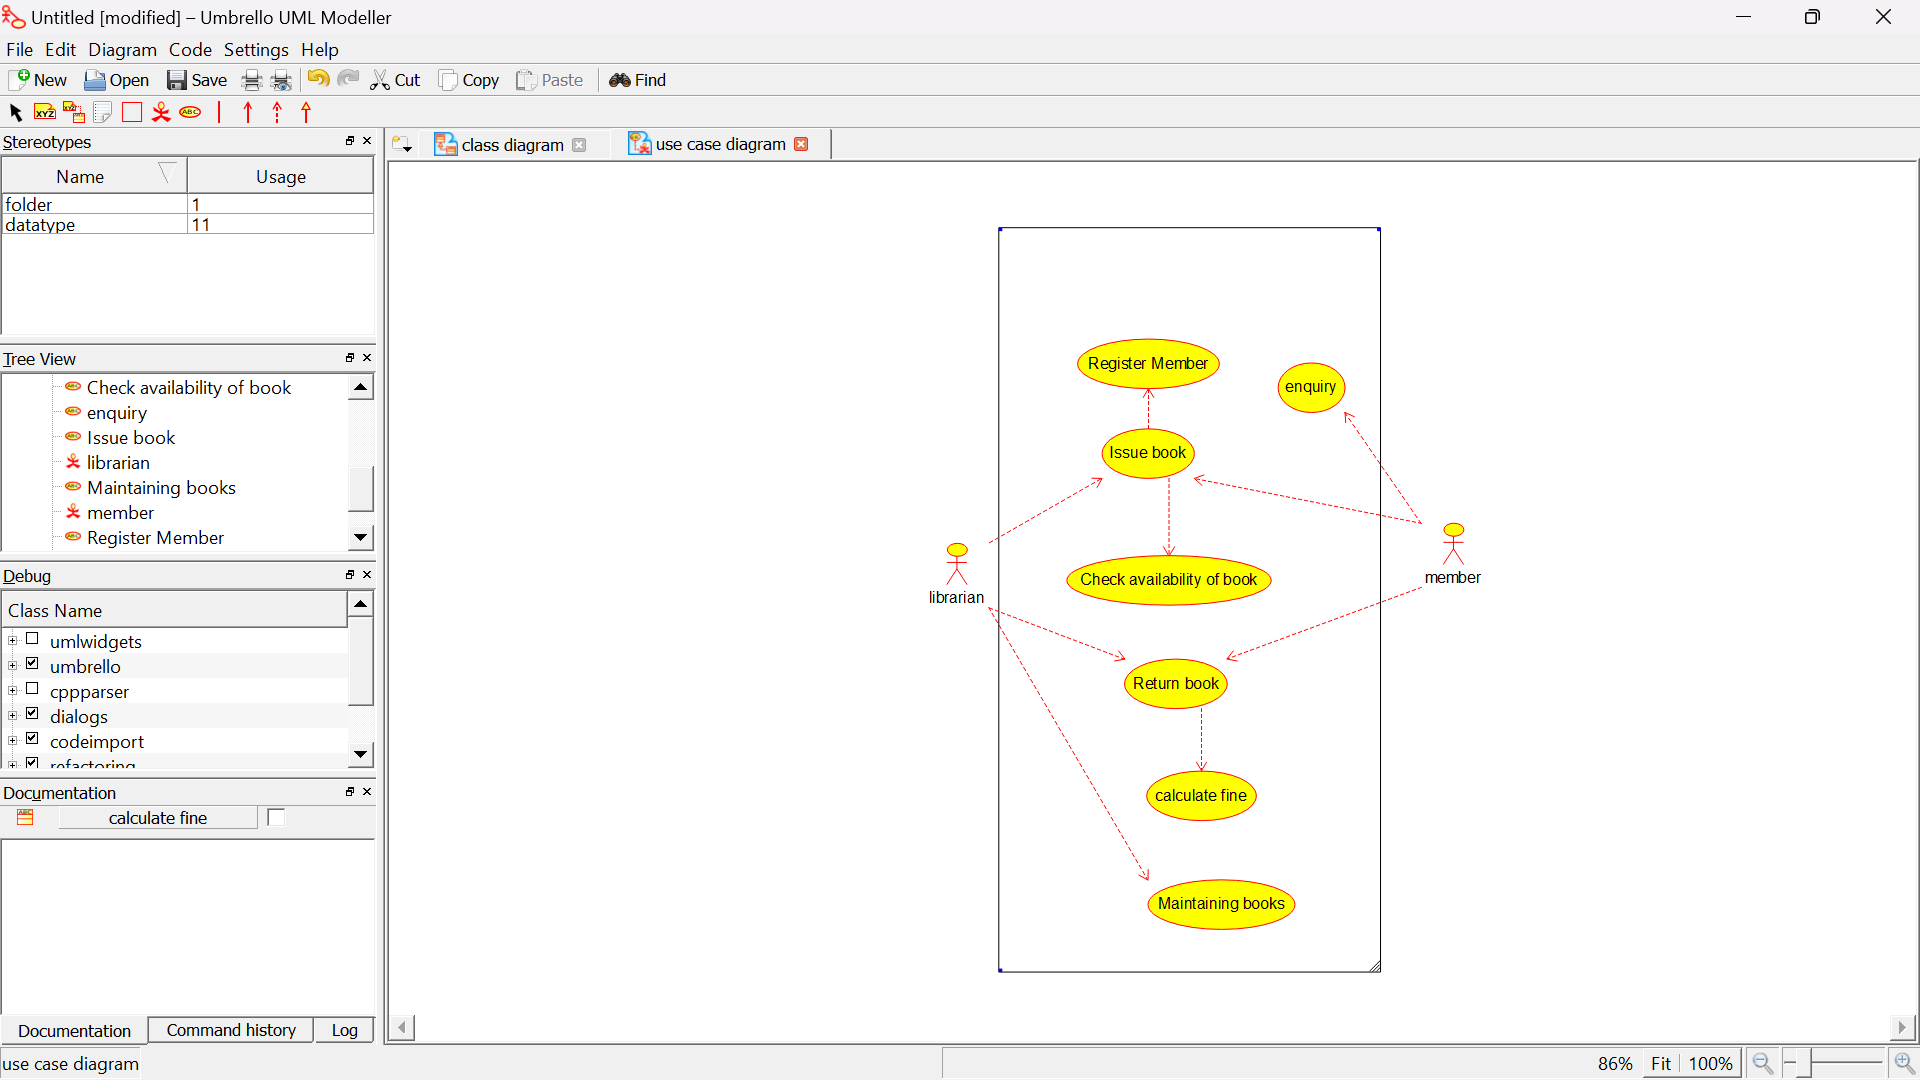 Untitled [modified] – Umbrello UML Modeller
File Edit Diagram Code Settings Help
New Open Save Cut Copy Paste Find
XYZ XYZ ABC
Stereotypes
Name Usage
folder 1
datatype 11
Tree View
Check availability of book
enquiry
Issue book
librarian
Maintaining books
member
Register Member
Debug
Class Name
umlwidgets
umbrello
cppparser
dialogs
codeimport
refactoring
Documentation
calculate fine
Documentation Command history Log
use case diagram
class diagram use case diagram
Register Member
enquiry
Issue book
member
Check availability of book
librarian
Return book
calculate fine
Maintaining books
86% Fit 100%